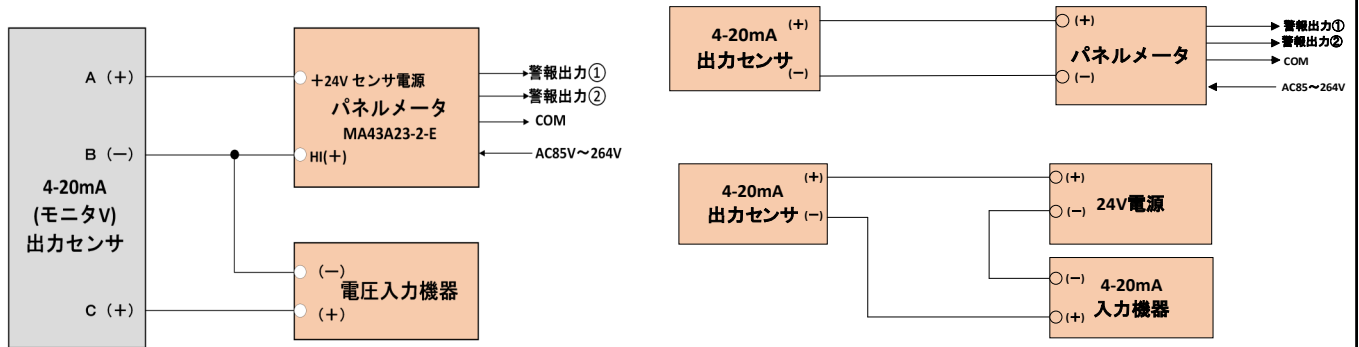 A (+)
B (−)
4-20mA
(モニタV)
出力センサ
C (+)
+24V センサ電源
パネルメータ
MA43A23-2-E
HI(+)
警報出力①
警報出力②
COM
AC85V～264V
(−)
電圧入力機器
(+)
4-20mA
出力センサ
(+)
(−)
(+)
パネルメータ
(−)
警報出力①
警報出力②
COM
AC85～264V
4-20mA
出力センサ
(+)
(−)
(+)
24V電源
(−)
(−)
4-20mA
入力機器
(+)